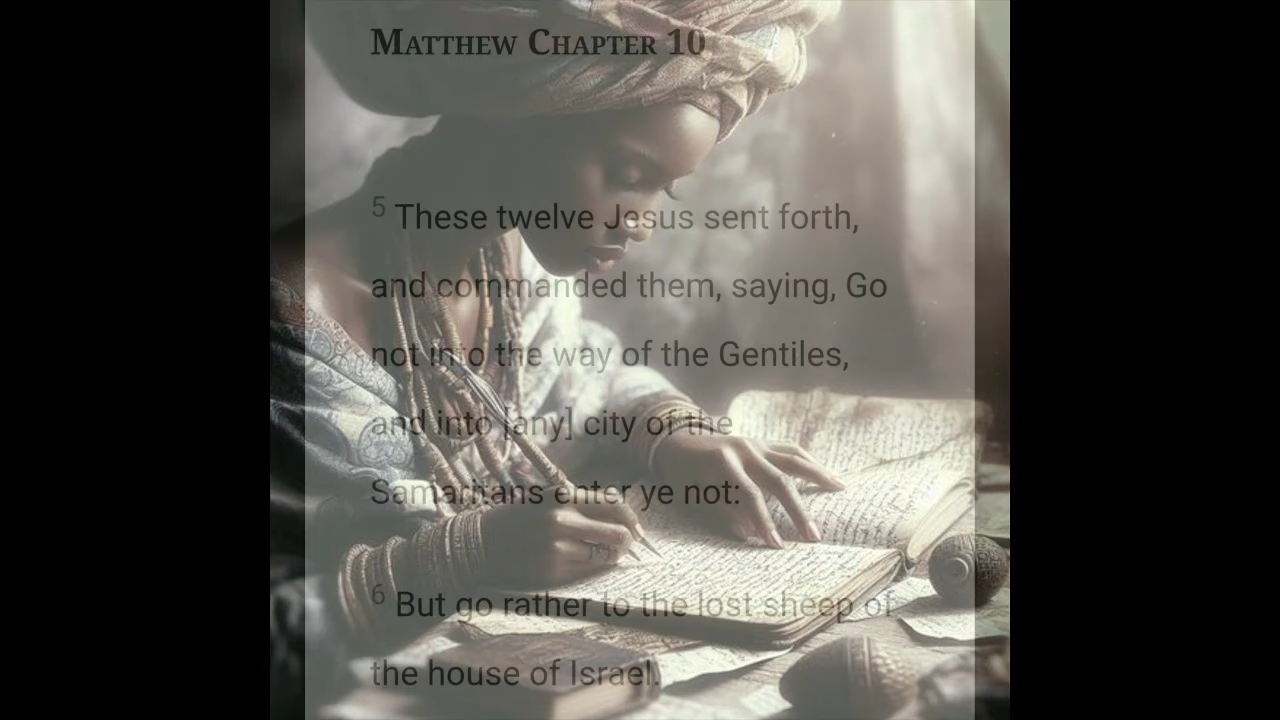 MATTHEW CHAPTER 10
5 These twelve Jesus sent forth,
and commanded them, saying, Go
not into the way of the Gentiles,
and into [any] city of the
Samaritans enter ye not:
6 But go rather to the lost sheep of
the house of Israel.